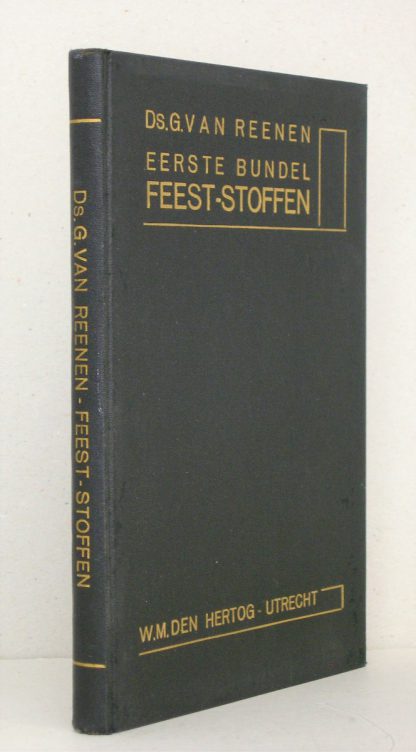 Ds. G. VAN REENEN
EERSTE BUNDEL
FEEST-STOFFEN
W.M. DEN HERTOG - UTRECHT
Ds. G. VAN REENEN - FEEST-STOFFEN